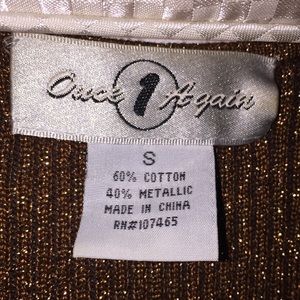 Once 1 Again
S
60% COTTON
40% METALLIC
MADE IN CHINA
RN#107465